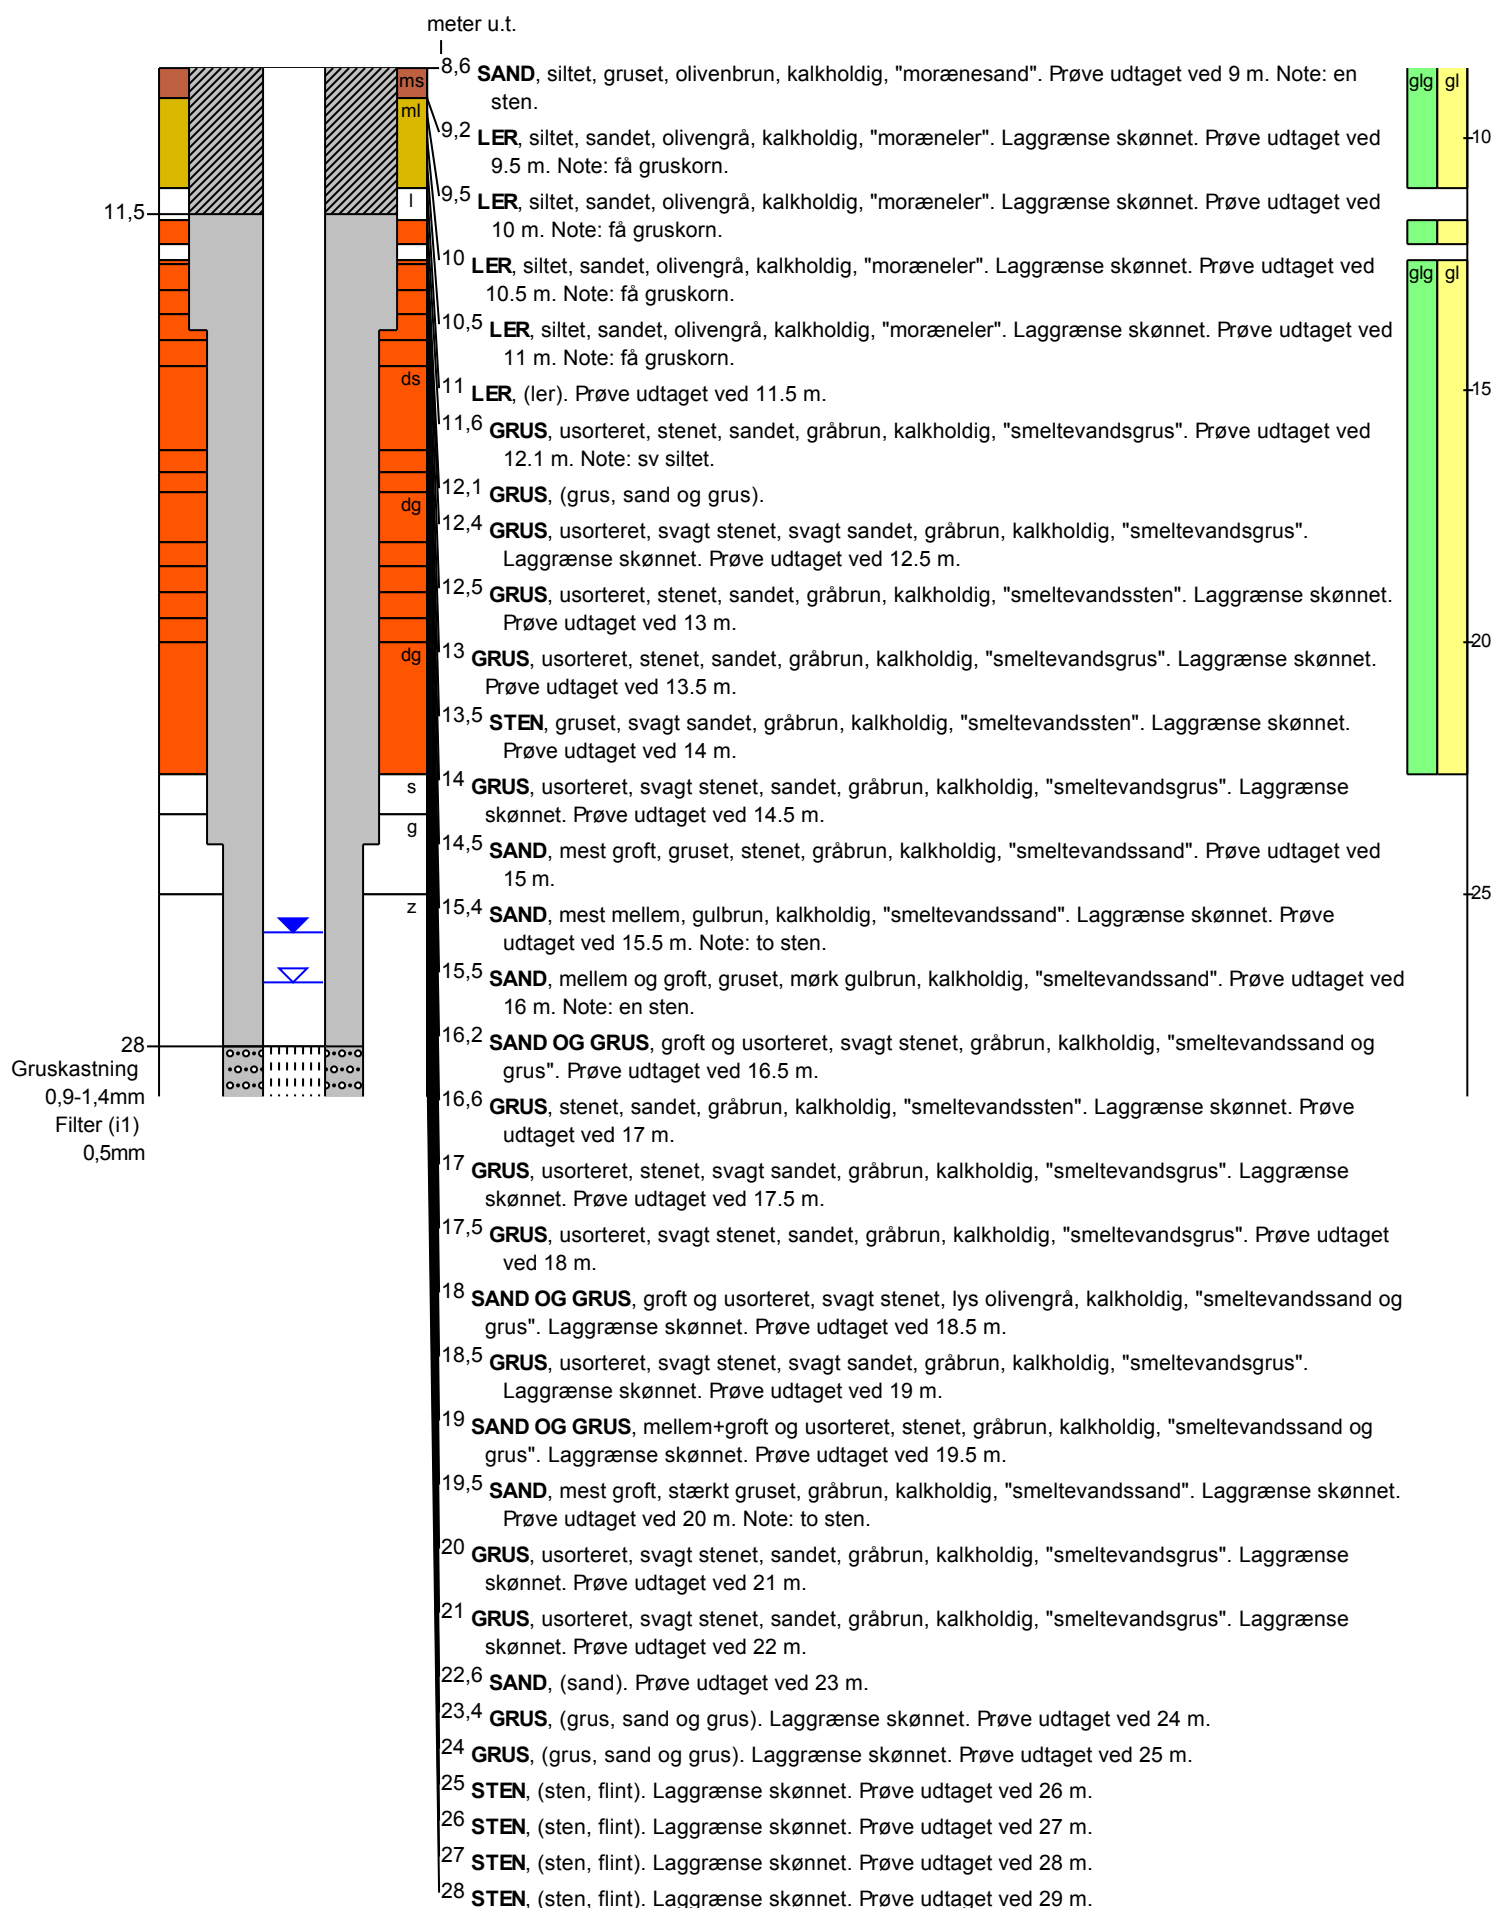 meter u.t.
8,6 SAND, siltet, gruset, olivenbrun, kalkholdig, "morænesand". Prøve udtaget ved 9 m. Note: en
sten.
9,2 LER, siltet, sandet, olivengrå, kalkholdig, "moræneler". Laggrænse skønnet. Prøve udtaget ved
9.5 m. Note: få gruskorn.
9,5 LER, siltet, sandet, olivengrå, kalkholdig, "moræneler". Laggrænse skønnet. Prøve udtaget ved
10 m. Note: få gruskorn.
10 LER, siltet, sandet, olivengrå, kalkholdig, "moræneler". Laggrænse skønnet. Prøve udtaget ved
10.5 m. Note: få gruskorn.
10,5 LER, siltet, sandet, olivengrå, kalkholdig, "moræneler". Laggrænse skønnet. Prøve udtaget ved
11 m. Note: få gruskorn.
11 LER, (ler). Prøve udtaget ved 11.5 m.
11,6 GRUS, usorteret, stenet, sandet, gråbrun, kalkholdig, "smeltevandsgrus". Prøve udtaget ved
12.1 m. Note: sv siltet.
12,1 GRUS, (grus, sand og grus).
12,4 GRUS, usorteret, svagt stenet, svagt sandet, gråbrun, kalkholdig, "smeltevandsgrus".
Laggrænse skønnet. Prøve udtaget ved 12.5 m.
12,5 GRUS, usorteret, stenet, sandet, gråbrun, kalkholdig, "smeltevandssten". Laggrænse skønnet.
Prøve udtaget ved 13 m.
13 GRUS, usorteret, stenet, sandet, gråbrun, kalkholdig, "smeltevandsgrus". Laggrænse skønnet.
Prøve udtaget ved 13.5 m.
13,5 STEN, gruset, svagt sandet, gråbrun, kalkholdig, "smeltevandssten". Laggrænse skønnet.
Prøve udtaget ved 14 m.
14 GRUS, usorteret, svagt stenet, sandet, gråbrun, kalkholdig, "smeltevandsgrus". Laggrænse
skønnet. Prøve udtaget ved 14.5 m.
14,5 SAND, mest groft, gruset, stenet, gråbrun, kalkholdig, "smeltevandssand". Prøve udtaget ved
15 m.
15,4 SAND, mest mellem, gulbrun, kalkholdig, "smeltevandssand". Laggrænse skønnet. Prøve
udtaget ved 15.5 m. Note: to sten.
15,5 SAND, mellem og groft, gruset, mørk gulbrun, kalkholdig, "smeltevandssand". Prøve udtaget ved
16 m. Note: en sten.
16,2 SAND OG GRUS, groft og usorteret, svagt stenet, gråbrun, kalkholdig, "smeltevandssand og
grus". Prøve udtaget ved 16.5 m.
16,6 GRUS, stenet, sandet, gråbrun, kalkholdig, "smeltevandssten". Laggrænse skønnet. Prøve
udtaget ved 17 m.
17 GRUS, usorteret, stenet, svagt sandet, gråbrun, kalkholdig, "smeltevandsgrus". Laggrænse
skønnet. Prøve udtaget ved 17.5 m.
17,5 GRUS, usorteret, svagt stenet, sandet, gråbrun, kalkholdig, "smeltevandsgrus". Prøve udtaget
ved 18 m.
18 SAND OG GRUS, groft og usorteret, svagt stenet, lys olivengrå, kalkholdig, "smeltevandssand og
grus". Laggrænse skønnet. Prøve udtaget ved 18.5 m.
18,5 GRUS, usorteret, svagt stenet, svagt sandet, gråbrun, kalkholdig, "smeltevandsgrus".
Laggrænse skønnet. Prøve udtaget ved 19 m.
19 SAND OG GRUS, mellem+groft og usorteret, stenet, gråbrun, kalkholdig, "smeltevandssand og
grus". Laggrænse skønnet. Prøve udtaget ved 19.5 m.
19,5 SAND, mest groft, stærkt gruset, gråbrun, kalkholdig, "smeltevandssand". Laggrænse skønnet.
Prøve udtaget ved 20 m. Note: to sten.
20 GRUS, usorteret, svagt stenet, sandet, gråbrun, kalkholdig, "smeltevandsgrus". Laggrænse
skønnet. Prøve udtaget ved 21 m.
21 GRUS, usorteret, svagt stenet, sandet, gråbrun, kalkholdig, "smeltevandsgrus". Laggrænse
skønnet. Prøve udtaget ved 22 m.
22,6 SAND, (sand). Prøve udtaget ved 23 m.
23,4 GRUS, (grus, sand og grus). Laggrænse skønnet. Prøve udtaget ved 24 m.
24 GRUS, (grus, sand og grus). Laggrænse skønnet. Prøve udtaget ved 25 m.
25 STEN, (sten, flint). Laggrænse skønnet. Prøve udtaget ved 26 m.
26 STEN, (sten, flint). Laggrænse skønnet. Prøve udtaget ved 27 m.
27 STEN, (sten, flint). Laggrænse skønnet. Prøve udtaget ved 28 m.
28 STEN, (sten, flint). Laggrænse skønnet. Prøve udtaget ved 29 m.
ms
ml
l
ds
dg
dg
s
g
z
11,5
28
Gruskastning
0,9-1,4mm
Filter (i1)
0,5mm
glg gl
glg gl
10
15
20
25